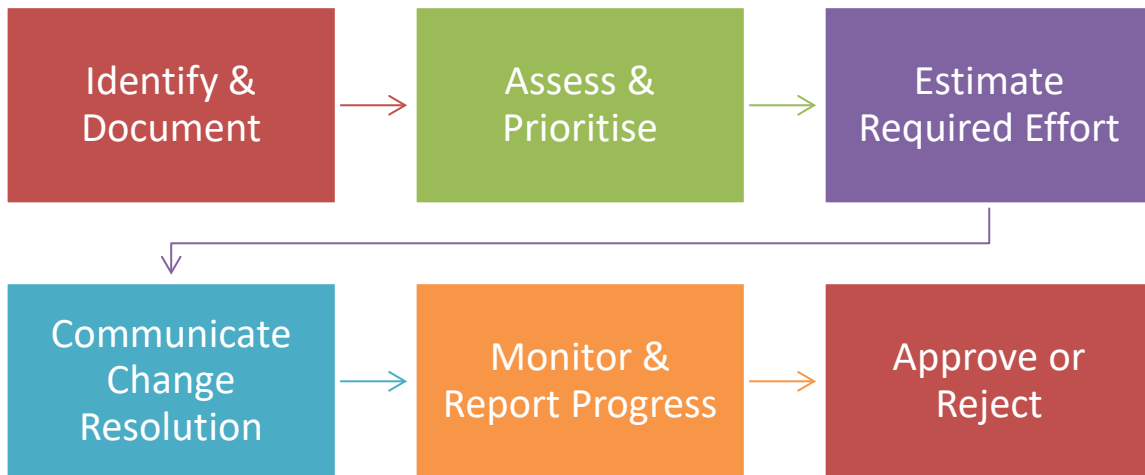 Identify &
Document
Assess &
Prioritise
Estimate
Required Effort
Communicate
Change
Resolution
Monitor &
Report Progress
Approve or
Reject